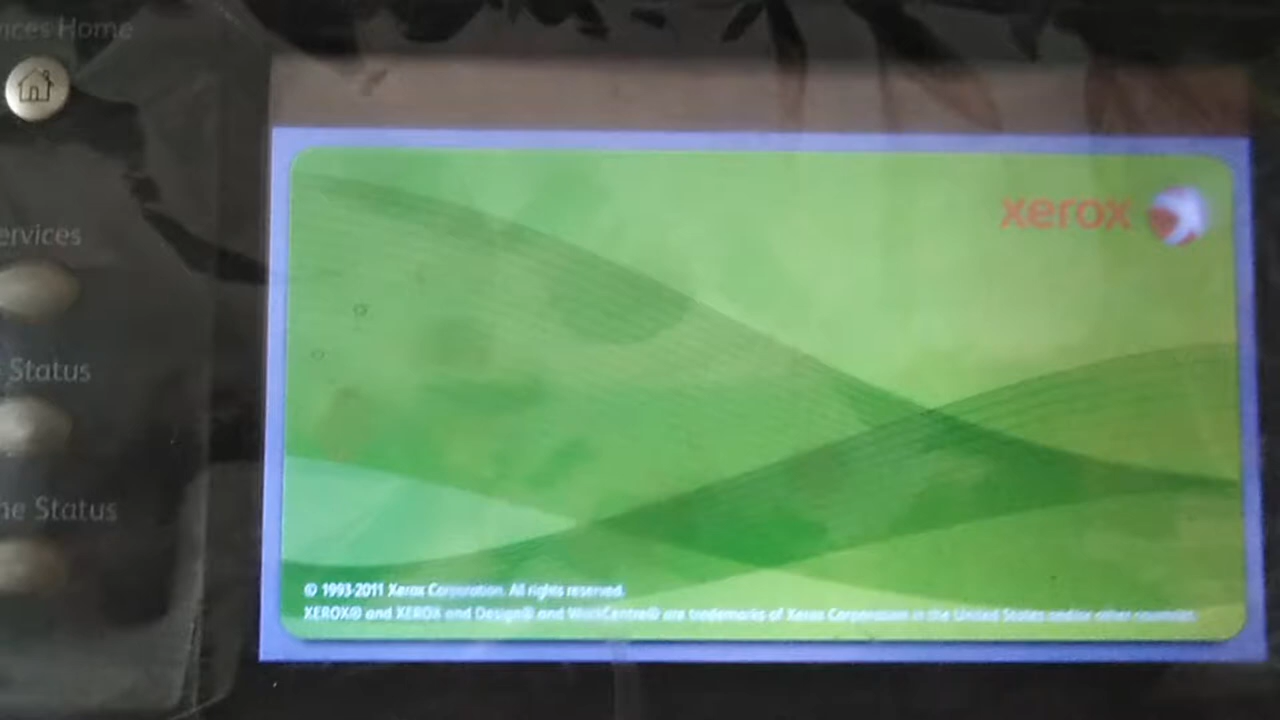 ices Home
xerox
ervices
Status
ne Status
© 1993-2011 Xerox Corporation. All rights reserved.
XEROX® and XEROX and Design® and WorkCentre® are trademarks of Xerox Corporation in the United States and/or other countries.